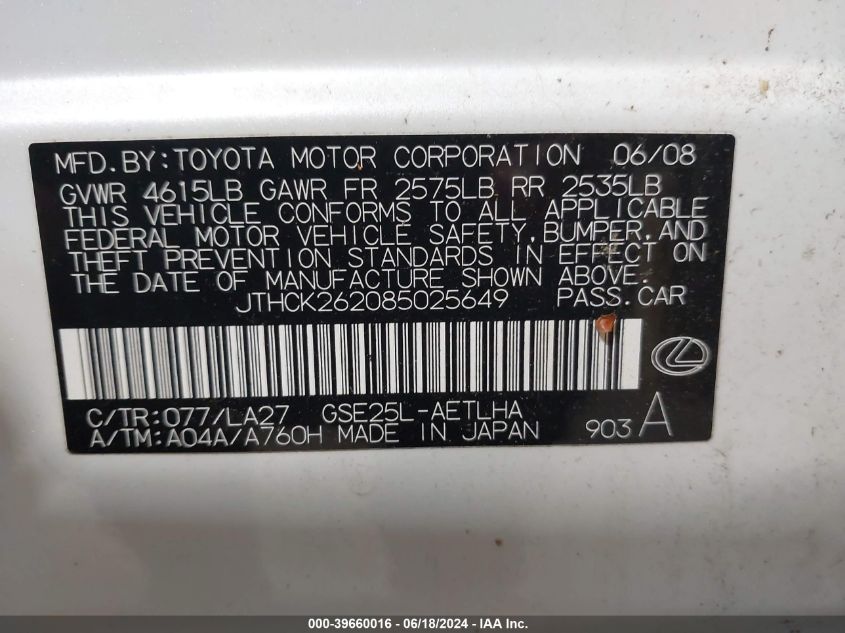 MFD.BY:TOYOTA MOTOR CORPORATION 06/08
GVWR 4615LB GAWR FR 2575LB RR 2535LB
THIS VEHICLE CONFORMS TO ALL APPLICABLE
FEDERAL MOTOR VEHICLE SAFETY,BUMPER,AND
THEFT PREVENTION STANDARDS IN EFFECT ON
THE DATE OF MANUFACTURE SHOWN ABOVE.
JTHCK262085025649 PASS.CAR
C/TR:077/LA27 GSE25L-AETLHA
A/TM:A04A/A760H MADE IN JAPAN 903 A
000-39660016 - 06/18/2024 - IAA Inc.